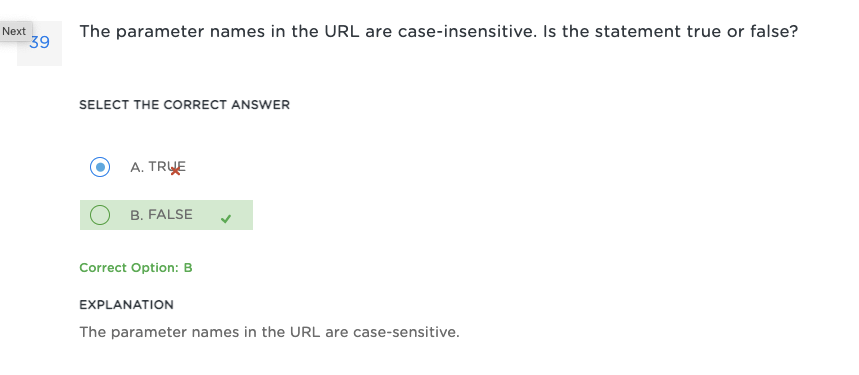 Next
39
The parameter names in the URL are case-insensitive. Is the statement true or false?
SELECT THE CORRECT ANSWER
A. TRUE
B. FALSE
Correct Option: B
EXPLANATION
The parameter names in the URL are case-sensitive.